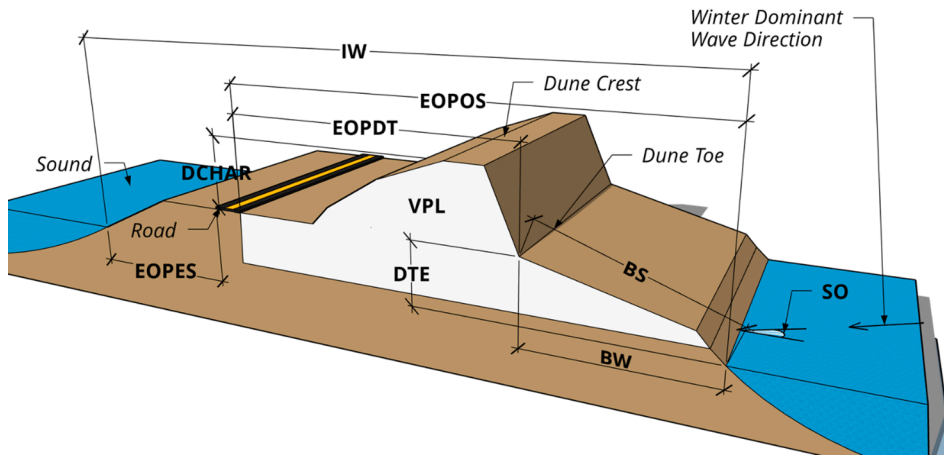 Winter Dominant
Wave Direction
IW
Dune Crest
EOPOS
EOPDT
Dune Toe
Sound
DCHAR
VPL
Road
EOPES
DTE
BS
SO
BW